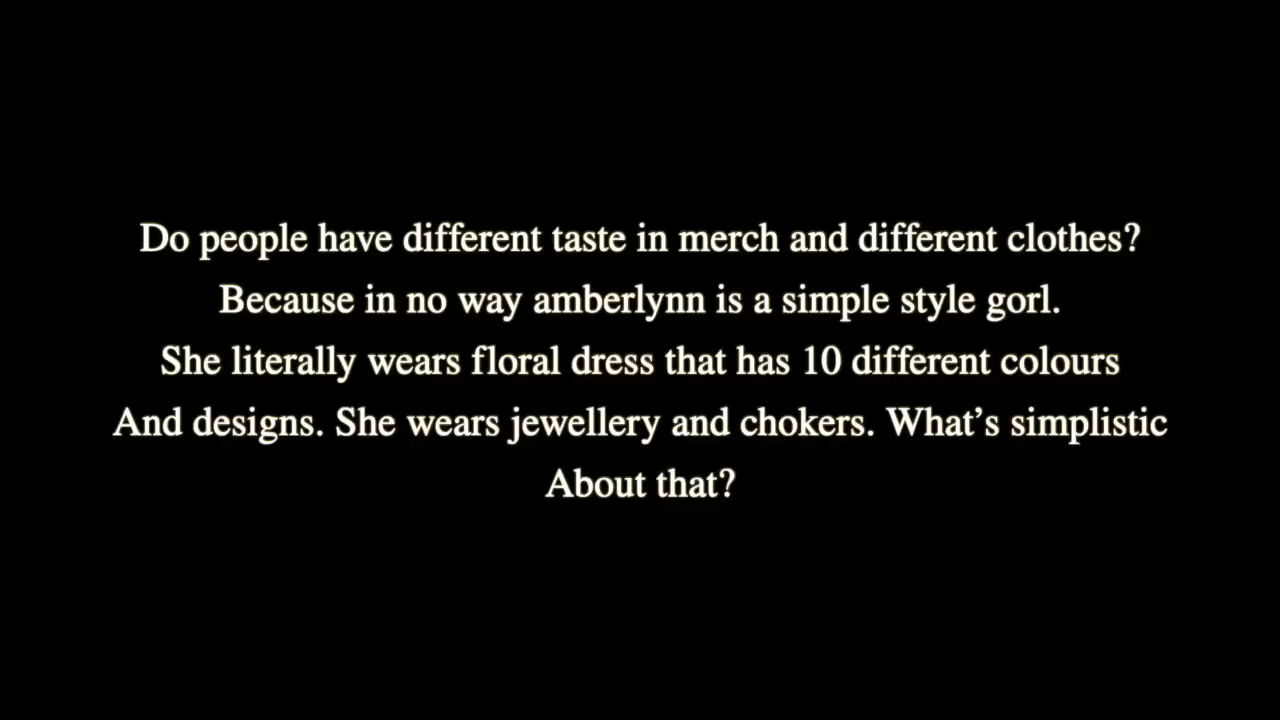 Do people have different taste in merch and different clothes?
Because in no way amberlynn is a simple style gorl.
She literally wears floral dress that has 10 different colours
And designs. She wears jewellery and chokers. What’s simplistic
About that?